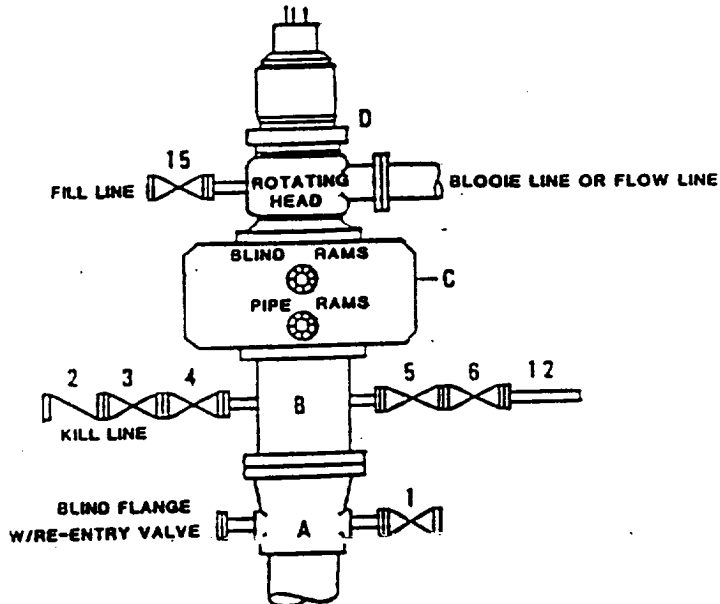 D
15
FILL LINE
ROTATING
HEAD
BLOOIE LINE OR FLOW LINE
BLIND RAMS
C
PIPE RAMS
2 3 4 5 6 12
B
KILL LINE
BLIND FLANGE
W/RE-ENTRY VALVE
A
1